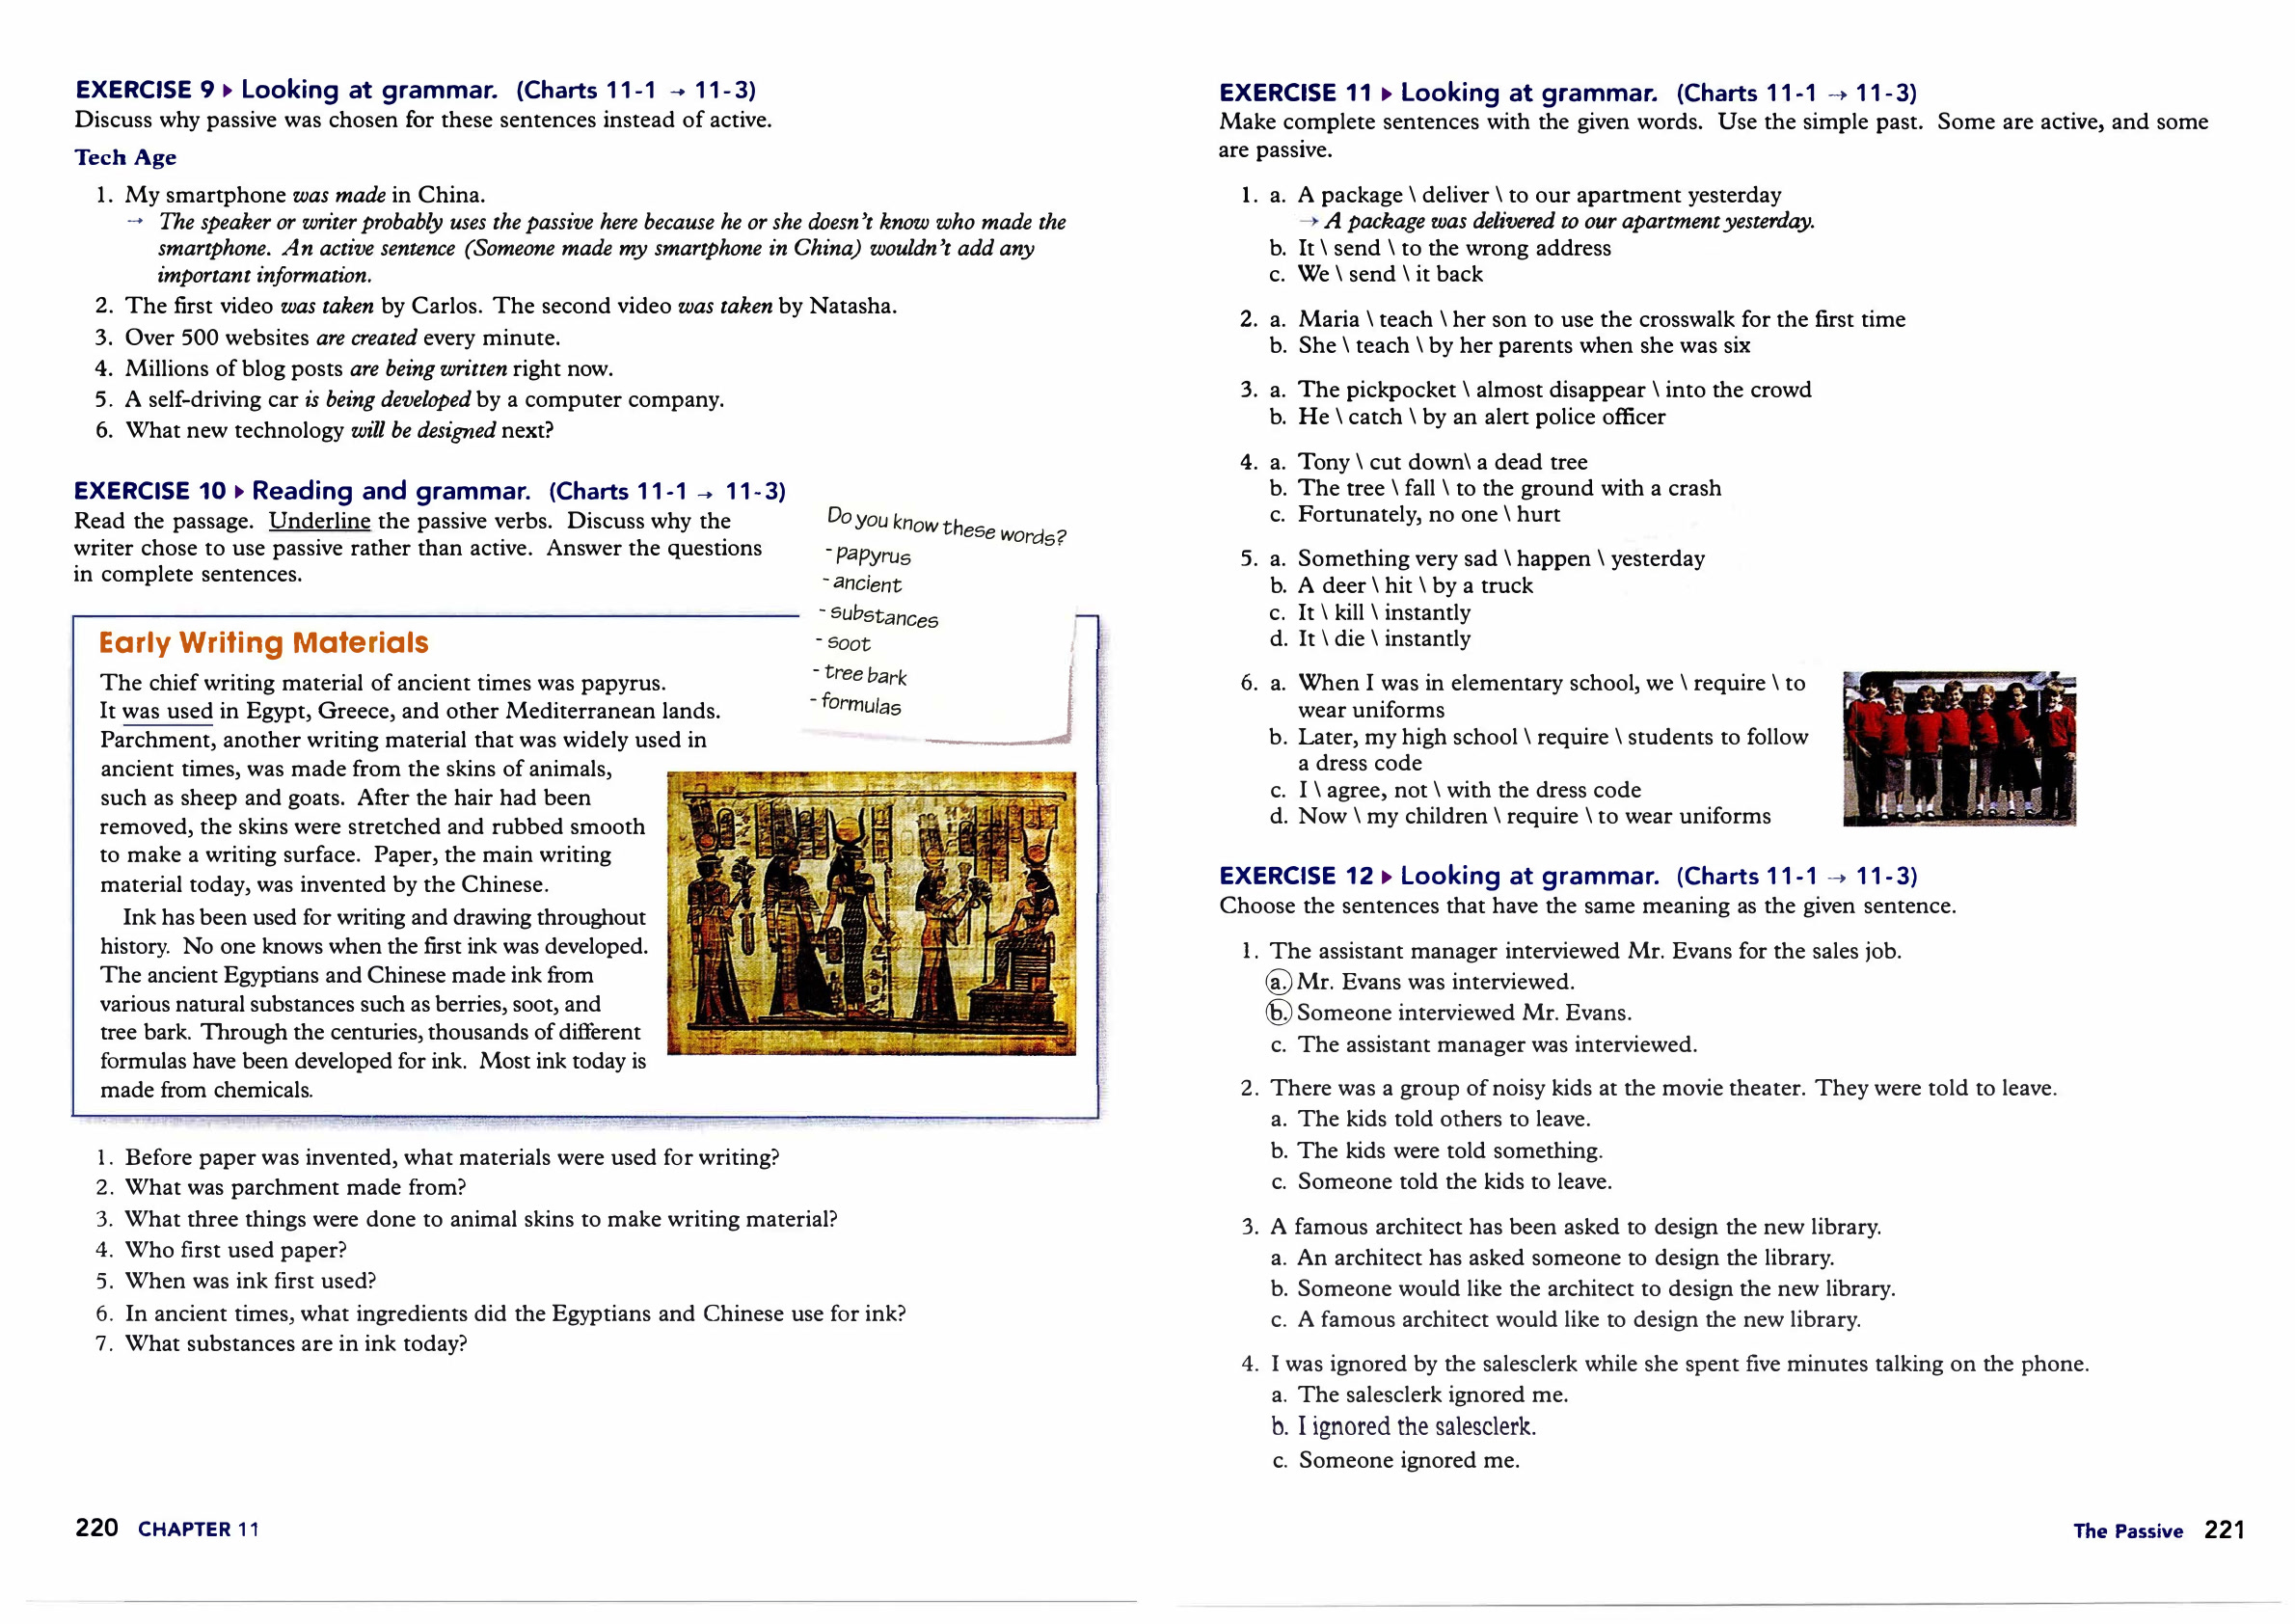 EXERCISE 9 ▸ Looking at grammar. (Charts 11-1 → 11-3)
Discuss why passive was chosen for these sentences instead of active.
Tech Age
1. My smartphone was made in China.
→ The speaker or writer probably uses the passive here because he or she doesn't know who made the
smartphone. An active sentence (Someone made my smartphone in China) wouldn't add any
important information.
2. The first video was taken by Carlos. The second video was taken by Natasha.
3. Over 500 websites are created every minute.
4. Millions of blog posts are being written right now.
5. A self-driving car is being developed by a computer company.
6. What new technology will be designed next?
EXERCISE 10 ▸ Reading and grammar. (Charts 11-1 → 11-3)
Read the passage. Underline the passive verbs. Discuss why the
writer chose to use passive rather than active. Answer the questions
in complete sentences.
Do you know these words?
- papyrus
- ancient
- substances
- soot
- tree bark
- formulas
Early Writing Materials
The chief writing material of ancient times was papyrus.
It was used in Egypt, Greece, and other Mediterranean lands.
Parchment, another writing material that was widely used in
ancient times, was made from the skins of animals,
such as sheep and goats. After the hair had been
removed, the skins were stretched and rubbed smooth
to make a writing surface. Paper, the main writing
material today, was invented by the Chinese.
Ink has been used for writing and drawing throughout
history. No one knows when the first ink was developed.
The ancient Egyptians and Chinese made ink from
various natural substances such as berries, soot, and
tree bark. Through the centuries, thousands of different
formulas have been developed for ink. Most ink today is
made from chemicals.
1. Before paper was invented, what materials were used for writing?
2. What was parchment made from?
3. What three things were done to animal skins to make writing material?
4. Who first used paper?
5. When was ink first used?
6. In ancient times, what ingredients did the Egyptians and Chinese use for ink?
7. What substances are in ink today?
220 CHAPTER 11
EXERCISE 11 ▸ Looking at grammar. (Charts 11-1 → 11-3)
Make complete sentences with the given words. Use the simple past. Some are active, and some
are passive.
1. a. A package \ deliver \ to our apartment yesterday
→ A package was delivered to our apartment yesterday.
b. It \ send \ to the wrong address
c. We \ send \ it back
2. a. Maria \ teach \ her son to use the crosswalk for the first time
b. She \ teach \ by her parents when she was six
3. a. The pickpocket \ almost disappear \ into the crowd
b. He \ catch \ by an alert police officer
4. a. Tony \ cut down\ a dead tree
b. The tree \ fall \ to the ground with a crash
c. Fortunately, no one \ hurt
5. a. Something very sad \ happen \ yesterday
b. A deer \ hit \ by a truck
c. It \ kill \ instantly
d. It \ die \ instantly
6. a. When I was in elementary school, we \ require \ to
wear uniforms
b. Later, my high school \ require \ students to follow
a dress code
c. I \ agree, not \ with the dress code
d. Now \ my children \ require \ to wear uniforms
EXERCISE 12 ▸ Looking at grammar. (Charts 11-1 → 11-3)
Choose the sentences that have the same meaning as the given sentence.
1. The assistant manager interviewed Mr. Evans for the sales job.
a. Mr. Evans was interviewed.
b. Someone interviewed Mr. Evans.
c. The assistant manager was interviewed.
2. There was a group of noisy kids at the movie theater. They were told to leave.
a. The kids told others to leave.
b. The kids were told something.
c. Someone told the kids to leave.
3. A famous architect has been asked to design the new library.
a. An architect has asked someone to design the library.
b. Someone would like the architect to design the new library.
c. A famous architect would like to design the new library.
4. I was ignored by the salesclerk while she spent five minutes talking on the phone.
a. The salesclerk ignored me.
b. I ignored the salesclerk.
c. Someone ignored me.
The Passive 221